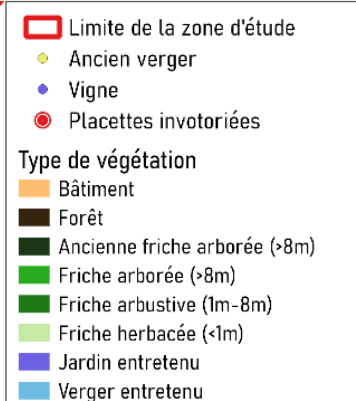 Limite de la zone d'étude
Ancien verger
Vigne
Placettes invotoriées
Type de végétation
Bâtiment
Forêt
Ancienne friche arborée (>8m)
Friche arborée (>8m)
Friche arbustive (1m-8m)
Friche herbacée (<1m)
Jardin entretenu
Verger entretenu